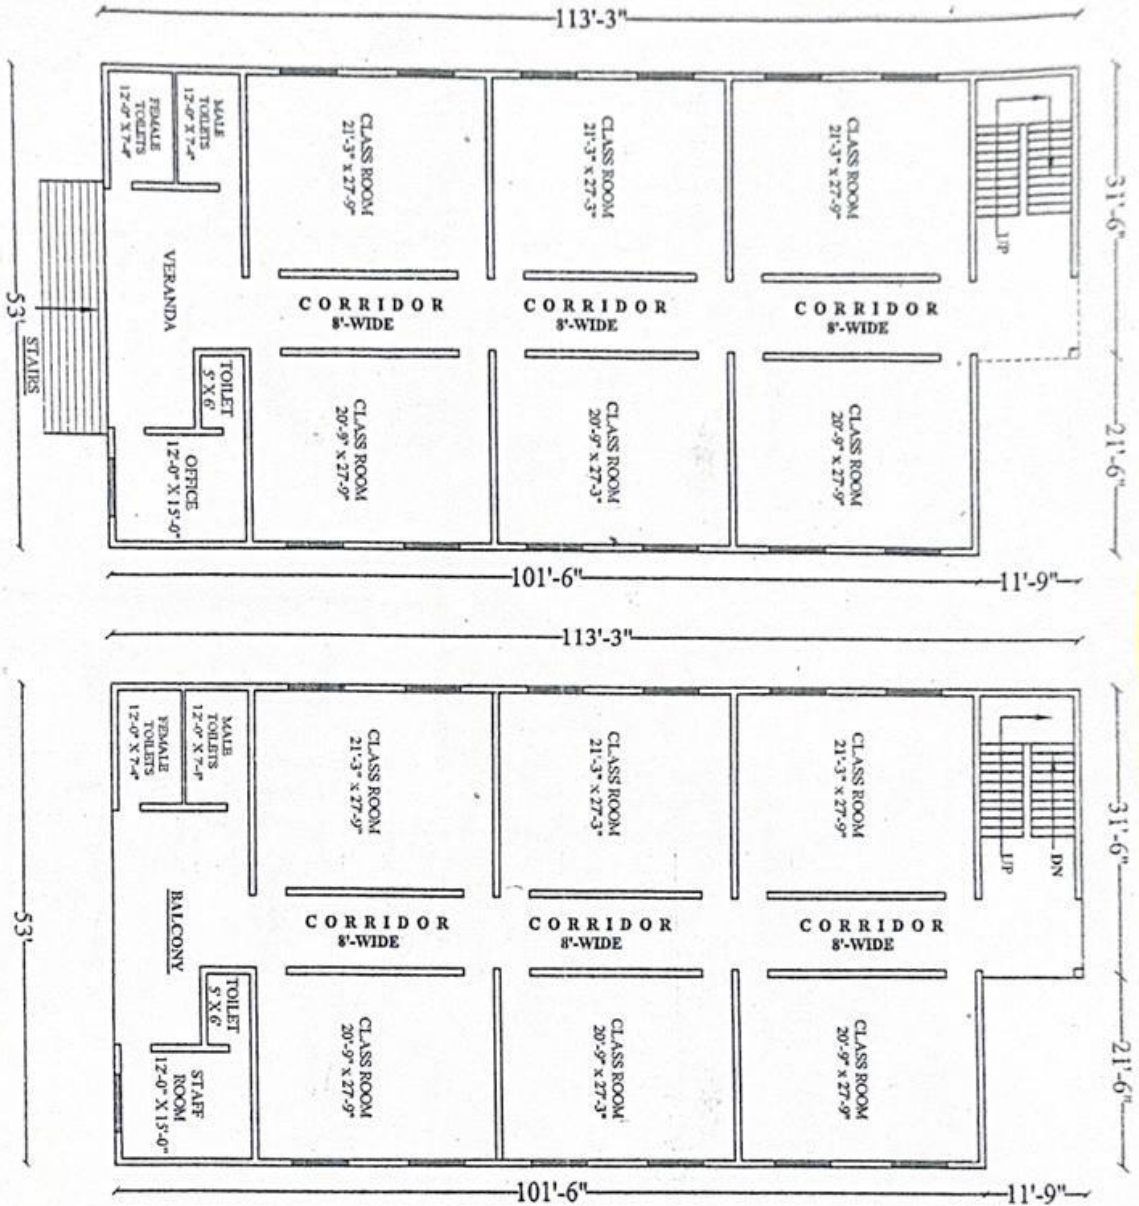 113'-3"
MALE
TOILETS
12'-0" X 7'-4"
FEMALE
TOILETS
12'-0" X 7'-4"
CLASS ROOM
21'-3" x 27'-9"
CLASS ROOM
21'-3" x 27'-3"
CLASS ROOM
21'-3" x 27'-9"
UP
31'-6"
VERANDA
CORRIDOR
8'-WIDE
CORRIDOR
8'-WIDE
CORRIDOR
8'-WIDE
53'
STAIRS
TOILET
5' X 6'
OFFICE
12'-0" X 15'-0"
CLASS ROOM
20'-9" x 27'-9"
CLASS ROOM
20'-9" x 27'-3"
CLASS ROOM
20'-9" x 27'-9"
21'-6"
101'-6"
11'-9"
113'-3"
MALE
TOILETS
12'-0" X 7'-4"
FEMALE
TOILETS
12'-0" X 7'-4"
CLASS ROOM
21'-3" x 27'-9"
CLASS ROOM
21'-3" x 27'-3"
CLASS ROOM
21'-3" x 27'-9"
UP
DN
31'-6"
BALCONY
CORRIDOR
8'-WIDE
CORRIDOR
8'-WIDE
CORRIDOR
8'-WIDE
53'
TOILET
5' X 6'
STAFF
ROOM
12'-0" X 15'-0"
CLASS ROOM
20'-9" x 27'-9"
CLASS ROOM
20'-9" x 27'-3"
CLASS ROOM
20'-9" x 27'-9"
21'-6"
101'-6"
11'-9"